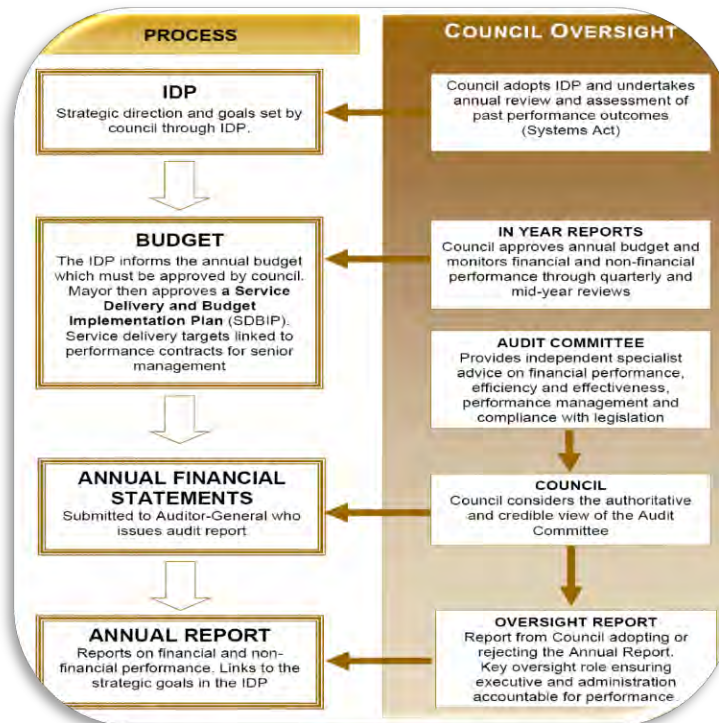 PROCESS
IDP
Strategic direction and goals set by
council through IDP.
BUDGET
The IDP informs the annual budget
which must be approved by council.
Mayor then approves a Service
Delivery and Budget
Implementation Plan (SDBIP).
Service delivery targets linked to
performance contracts for senior
management
ANNUAL FINANCIAL
STATEMENTS
Submitted to Auditor-General who
issues audit report
ANNUAL REPORT
Reports on financial and non-
financial performance. Links to the
strategic goals in the IDP
COUNCIL OVERSIGHT
Council adopts IDP and undertakes
annual review and assessment of
past performance outcomes
(Systems Act)
IN YEAR REPORTS
Council approves annual budget and
monitors financial and non-financial
performance through quarterly and
mid-year reviews
AUDIT COMMITTEE
Provides independent specialist
advice on financial performance,
efficiency and effectiveness,
performance management and
compliance with legislation
COUNCIL
Council considers the authoritative
and credible view of the Audit
Committee
OVERSIGHT REPORT
Report from Council adopting or
rejecting the Annual Report.
Key oversight role ensuring
executive and administration
accountable for performance